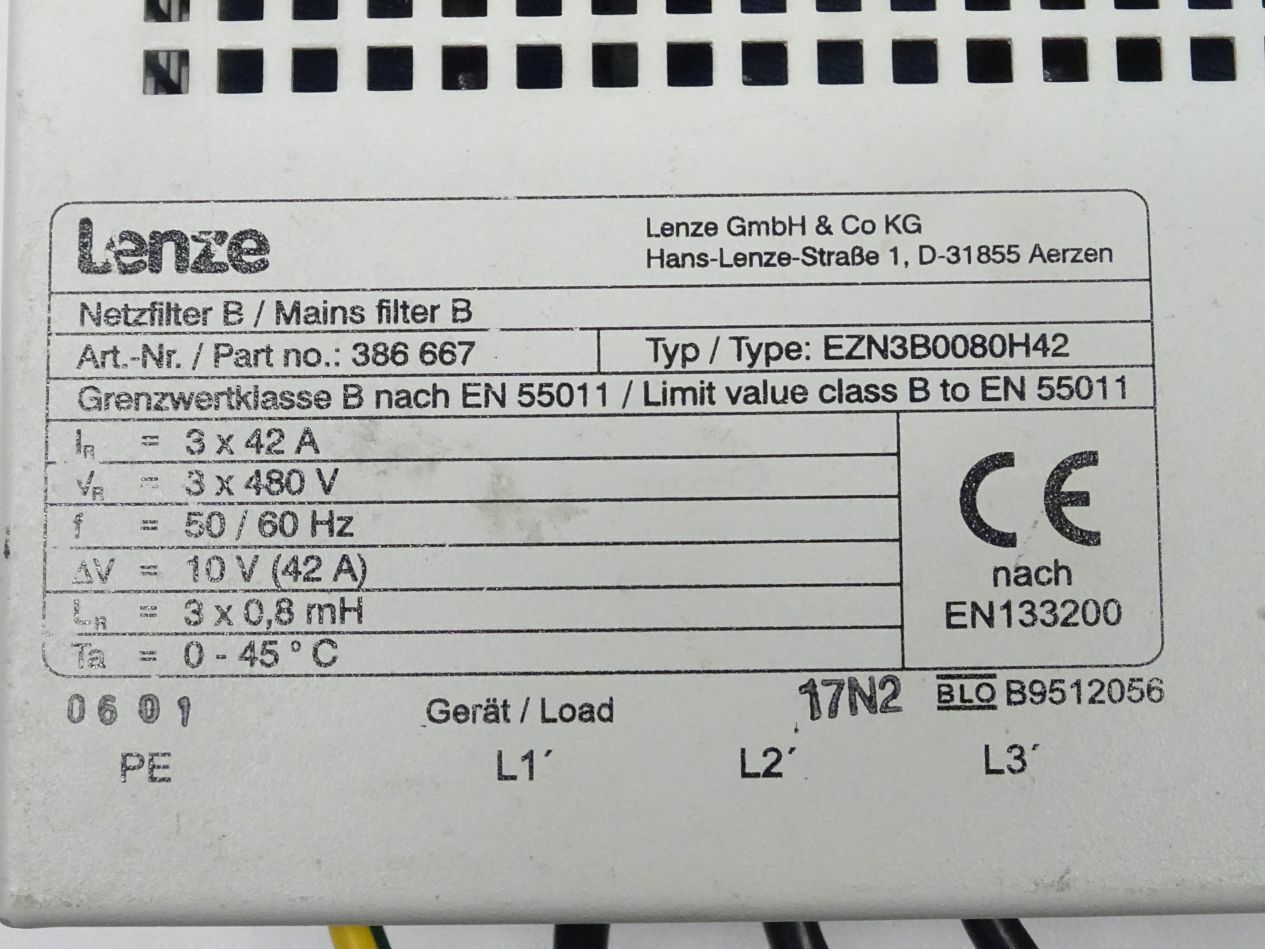 Lenze
Lenze GmbH & Co KG
Hans-Lenze-Straße 1, D-31855 Aerzen
Netzfilter B / Mains filter B
Art.-Nr. / Part no.: 386 667 Typ / Type: EZN3B0080H42
Grenzwertklasse B nach EN 55011 / Limit value class B to EN 55011
IR = 3 x 42 A
VR = 3 x 480 V
f = 50 / 60 Hz
ΔV = 10 V (42 A)
LR = 3 x 0,8 mH
Ta = 0 - 45 °C
CE
nach
EN133200
0601 Gerät / Load 17N2 BLO B9512056
PE L1´ L2´ L3´